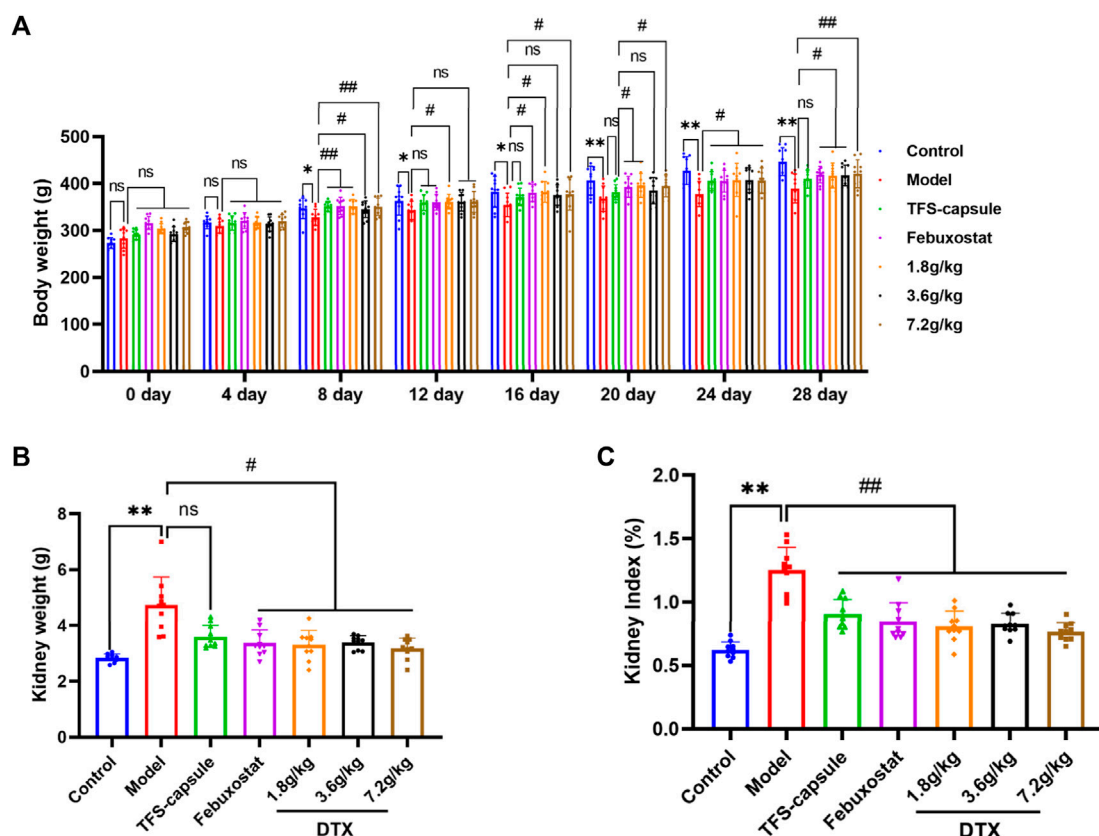 A
#
##
#
ns
ns
ns
##
ns
#
#
#
#
ns
ns
#
#
#
#
** ns
**
** ns
##
* ns
* ns
ns
ns
*
500
400
300
200
100
0
Body weight (g)
0 day 4 day 8 day 12 day 16 day 20 day 24 day 28 day
Control
Model
TFS-capsule
Febuxostat
1.8g/kg
3.6g/kg
7.2g/kg
B
#
** ns
8
6
4
2
0
Kidney weight (g)
Control Model TFS-capsule Febuxostat 1.8g/kg 3.6g/kg 7.2g/kg
DTX
C
** ##
2.0
1.5
1.0
0.5
0.0
Kidney Index (%)
Control Model TFS-capsule Febuxostat 1.8g/kg 3.6g/kg 7.2g/kg
DTX